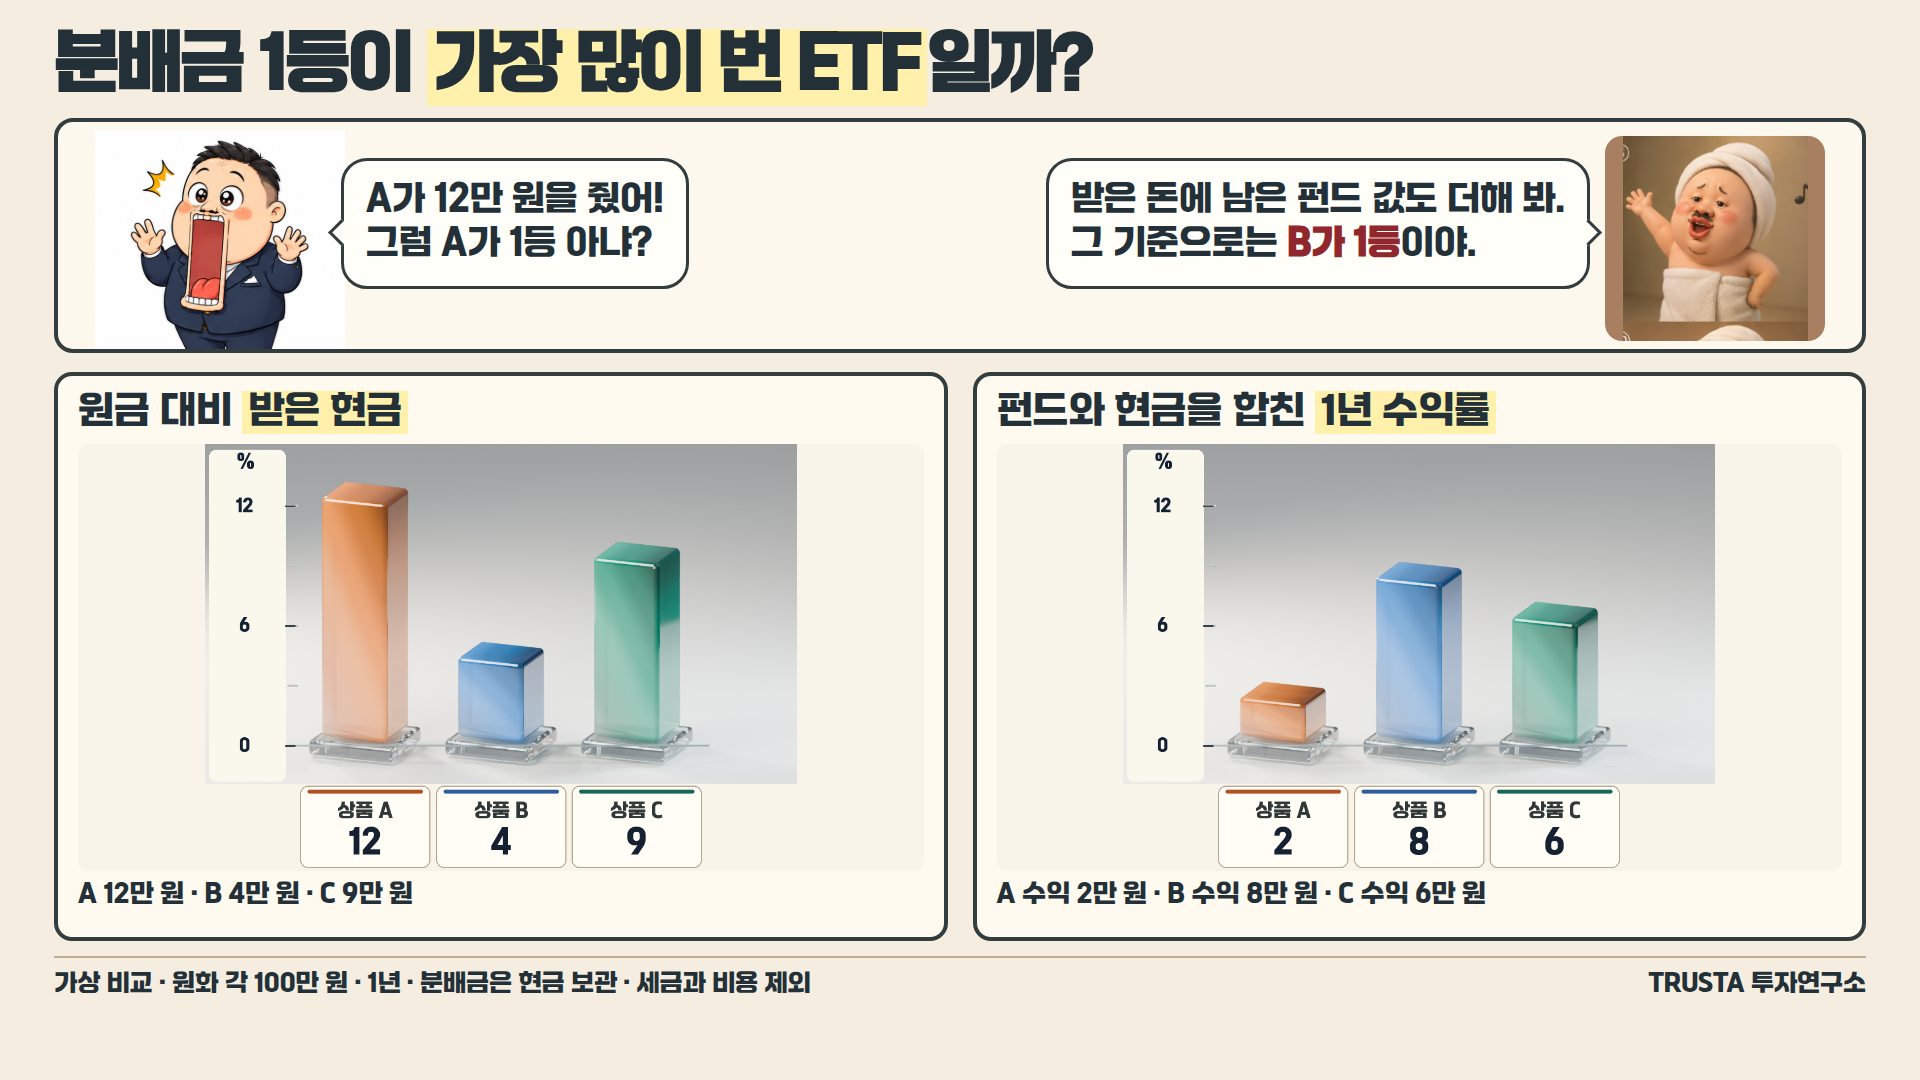 분배금 1등이 가장 많이 번 ETF일까?
A가 12만 원을 줬어!
그럼 A가 1등 아냐?
받은 돈에 남은 펀드 값도 더해 봐.
그 기준으로는 B가 1등이야.
원금 대비 받은 현금
%
12
6
0
상품 A
12
상품 B
4
상품 C
9
A 12만 원 · B 4만 원 · C 9만 원
펀드와 현금을 합친 1년 수익률
%
12
6
0
상품 A
2
상품 B
8
상품 C
6
A 수익 2만 원 · B 수익 8만 원 · C 수익 6만 원
가상 비교 · 원화 각 100만 원 · 1년 · 분배금은 현금 보관 · 세금과 비용 제외
TRUSTA 투자연구소